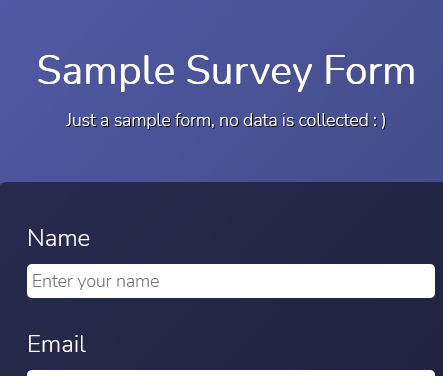 Sample Survey Form
Just a sample form, no data is collected : )
Name
Enter your name
Email